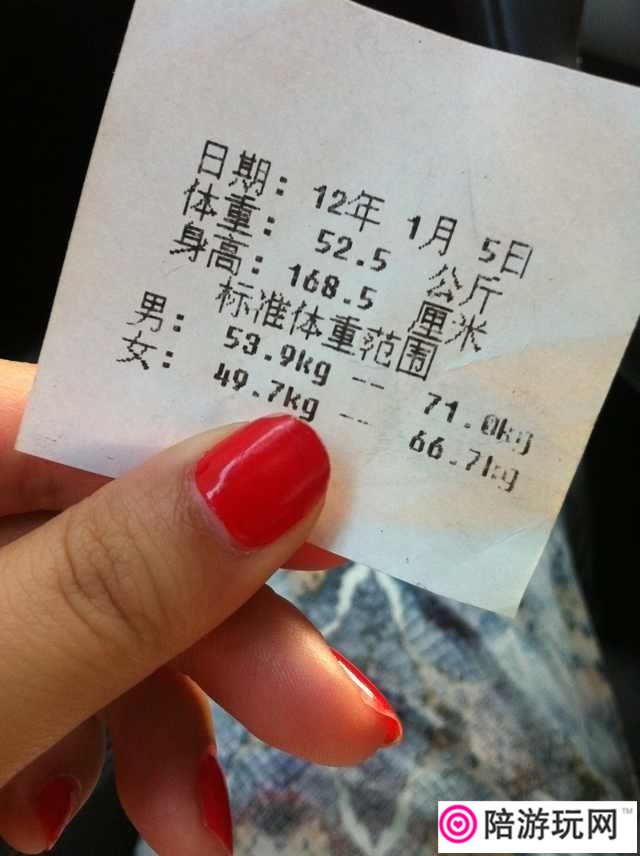 日期: 12年 1月 5日
体重: 52.5 公斤
身高: 168.5 厘米
标准体重范围
男: 53.9kg -- 71.0kg
女: 49.7kg -- 66.7kg
陪游玩网™